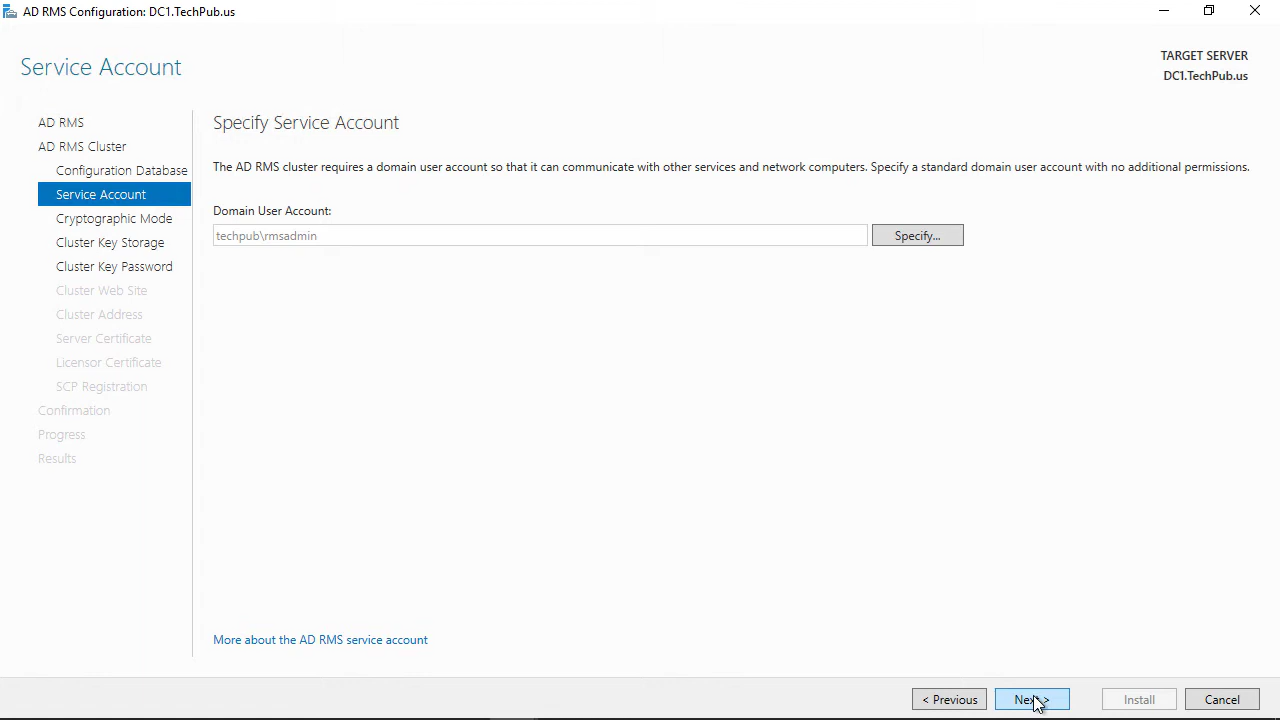 AD RMS Configuration: DC1.TechPub.us
Service Account
TARGET SERVER
DC1.TechPub.us
AD RMS
AD RMS Cluster
Configuration Database
Service Account
Cryptographic Mode
Cluster Key Storage
Cluster Key Password
Cluster Web Site
Cluster Address
Server Certificate
Licensor Certificate
SCP Registration
Confirmation
Progress
Results
Specify Service Account
The AD RMS cluster requires a domain user account so that it can communicate with other services and network computers. Specify a standard domain user account with no additional permissions.
Domain User Account:
techpub\rmsadmin
Specify...
More about the AD RMS service account
< Previous
Next >
Install
Cancel